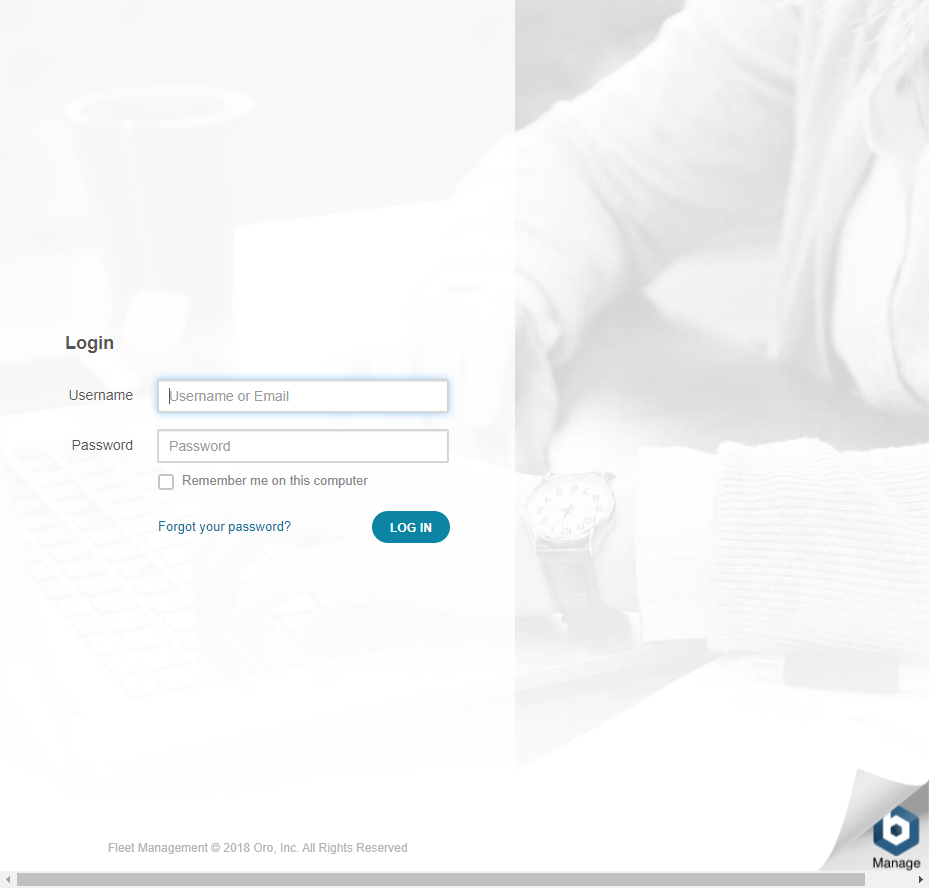 Login
Username
Username or Email
Password
Password
Remember me on this computer
Forgot your password?
LOG IN
Fleet Management © 2018 Oro, Inc. All Rights Reserved
Manage